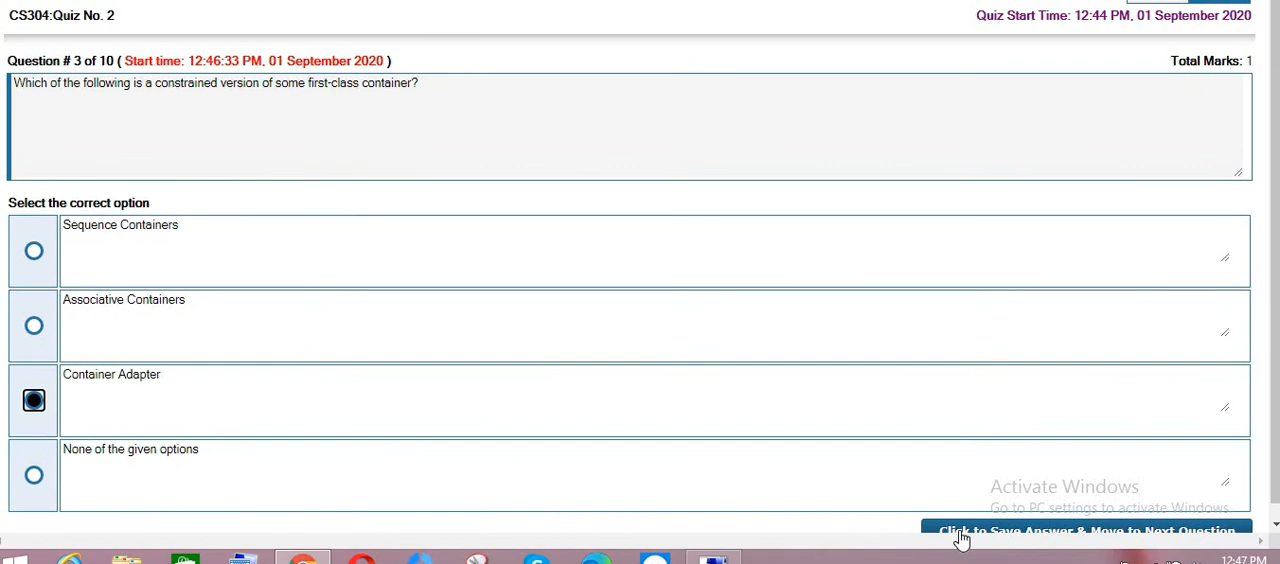 CS304:Quiz No. 2
Quiz Start Time: 12:44 PM, 01 September 2020
Question # 3 of 10 ( Start time: 12:46:33 PM, 01 September 2020 )
Total Marks: 1
Which of the following is a constrained version of some first-class container?
Select the correct option
Sequence Containers
Associative Containers
Container Adapter
None of the given options
Activate Windows
Go to PC settings to activate Windows.
Click to Save Answer & Move to Next Question
12:47 PM